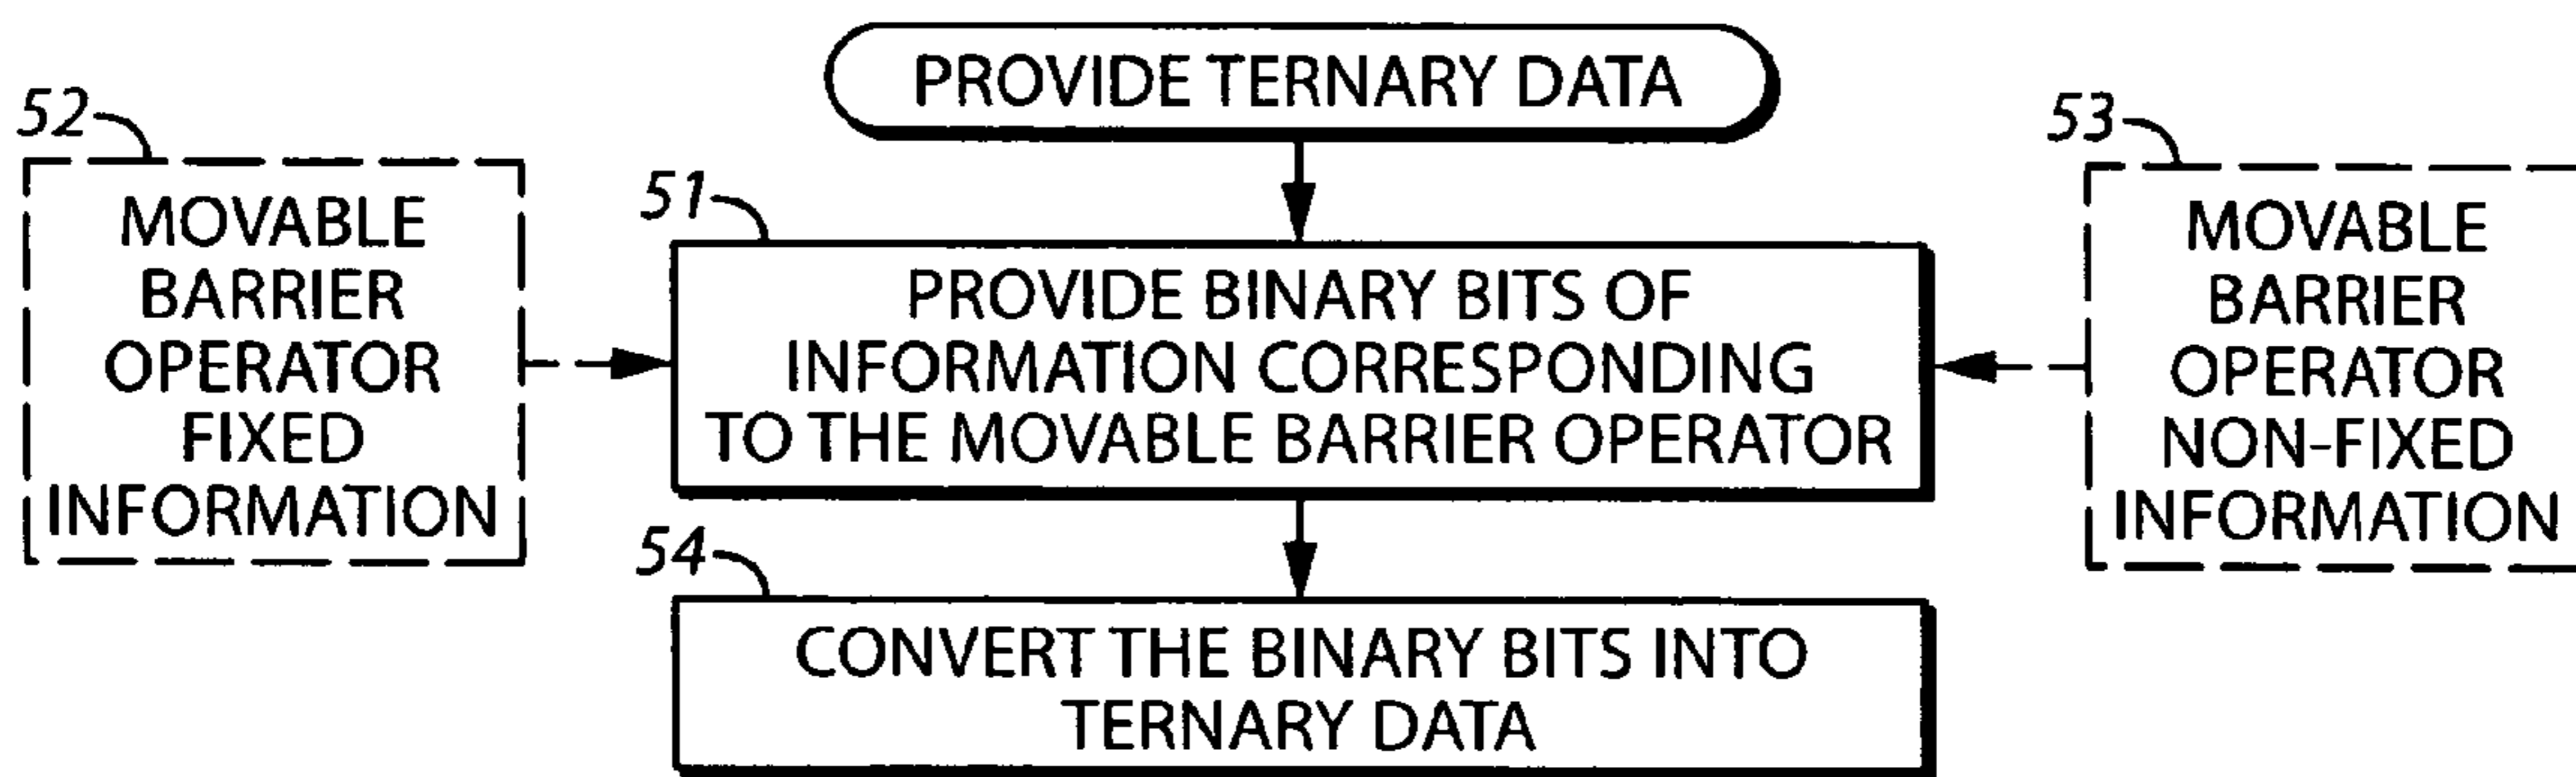 PROVIDE TERNARY DATA
52
MOVABLE
BARRIER
OPERATOR
FIXED
INFORMATION
51
PROVIDE BINARY BITS OF
INFORMATION CORRESPONDING
TO THE MOVABLE BARRIER OPERATOR
53
MOVABLE
BARRIER
OPERATOR
NON-FIXED
INFORMATION
54
CONVERT THE BINARY BITS INTO
TERNARY DATA